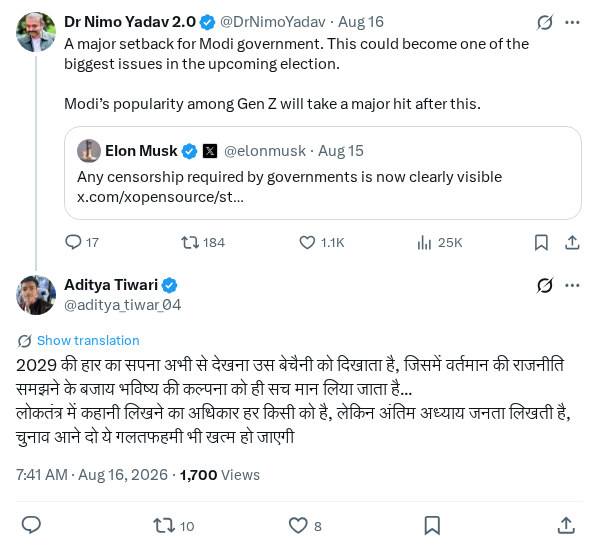 Dr Nimo Yadav 2.0 @DrNimoYadav · Aug 16
A major setback for Modi government. This could become one of the
biggest issues in the upcoming election.
Modi’s popularity among Gen Z will take a major hit after this.
Elon Musk @elonmusk · Aug 15
Any censorship required by governments is now clearly visible
x.com/xopensource/st...
17 184 1.1K 25K
Aditya Tiwari
@aditya_tiwar_04
Show translation
2029 की हार का सपना अभी से देखना उस बेचैनी को दिखाता है, जिसमें वर्तमान की राजनीति
समझने के बजाय भविष्य की कल्पना को ही सच मान लिया जाता है...
लोकतंत्र में कहानी लिखने का अधिकार हर किसी को है, लेकिन अंतिम अध्याय जनता लिखती है,
चुनाव आने दो ये गलतफहमी भी खत्म हो जाएगी
7:41 AM · Aug 16, 2026 · 1,700 Views
10 8